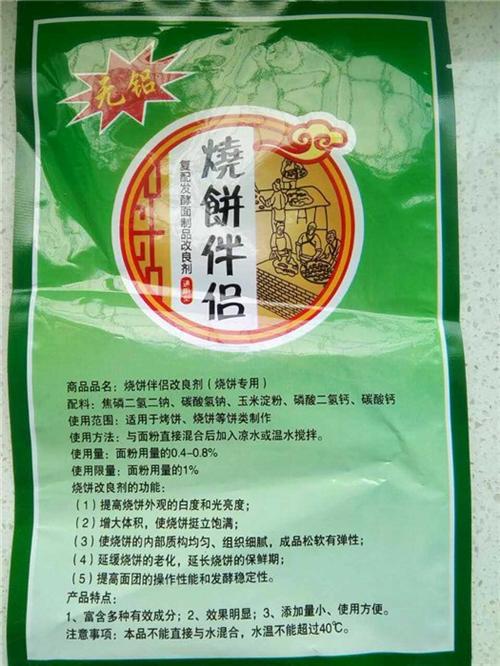 无铝
燒餅伴侣
复配发酵面制品改良剂
商品品名：烧饼伴侣改良剂（烧饼专用）
配料：焦磷二氢二钠、碳酸氢钠、玉米淀粉、磷酸二氢钙、碳酸钙
使用范围：适用于烤饼、烧饼等饼类制作
使用方法：与面粉直接混合后加入凉水或温水搅拌。
使用量：面粉用量的0.4-0.8%
使用限量：面粉用量的1%
烧饼改良剂的功能：
（1）提高烧饼外观的白度和光亮度；
（2）增大体积，使烧饼挺立饱满；
（3）使烧饼的内部质构均匀、组织细腻，成品松软有弹性；
（4）延缓烧饼的老化，延长烧饼的保鲜期；
（5）提高面团的操作性能和发酵稳定性。
产品特点：
1、富含多种有效成分；2、效果明显；3、添加量小、使用方便。
注意事项：本品不能直接与水混合，水温不能超过40℃。